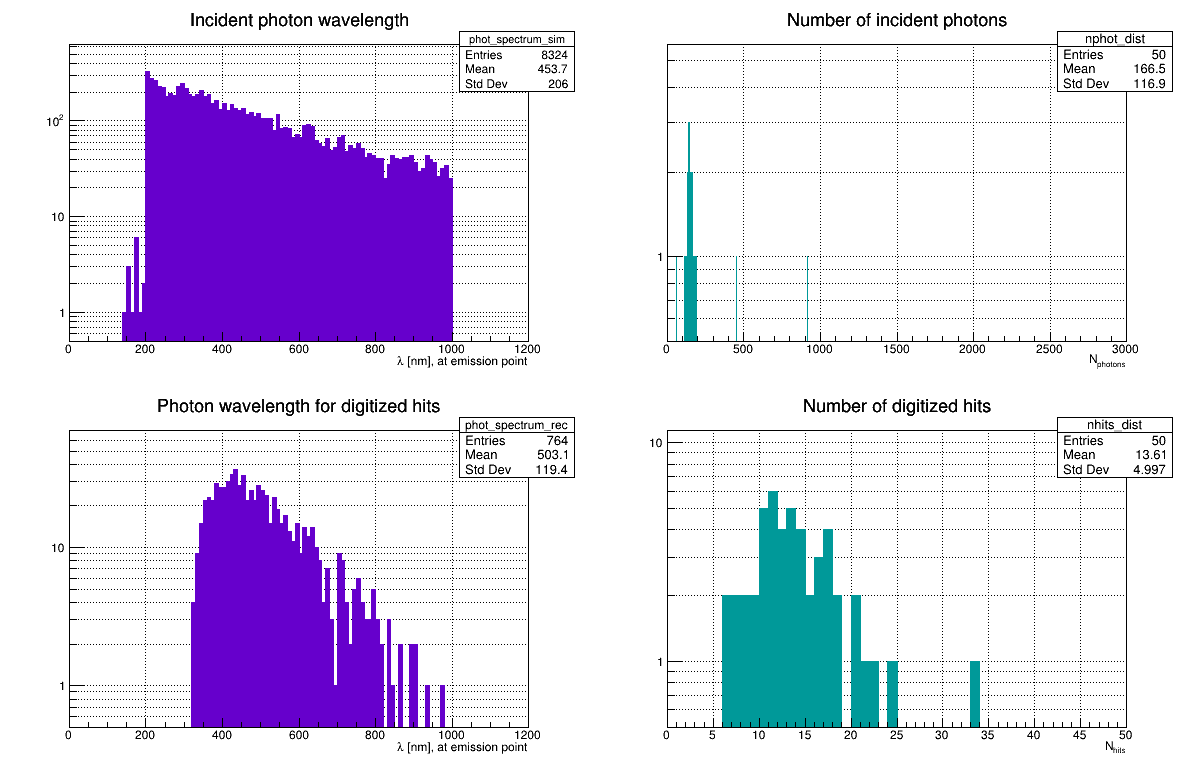 Incident photon wavelength
phot_spectrum_sim
Entries 8324
Mean 453.7
Std Dev 206
10²
10
1
0 200 400 600 800 1000 1200
λ [nm], at emission point
Number of incident photons
nphot_dist
Entries 50
Mean 166.5
Std Dev 116.9
1
0 500 1000 1500 2000 2500 3000
Nphotons
Photon wavelength for digitized hits
phot_spectrum_rec
Entries 764
Mean 503.1
Std Dev 119.4
10
1
0 200 400 600 800 1000 1200
λ [nm], at emission point
Number of digitized hits
nhits_dist
Entries 50
Mean 13.61
Std Dev 4.997
10
1
0 5 10 15 20 25 30 35 40 45 50
Nhits